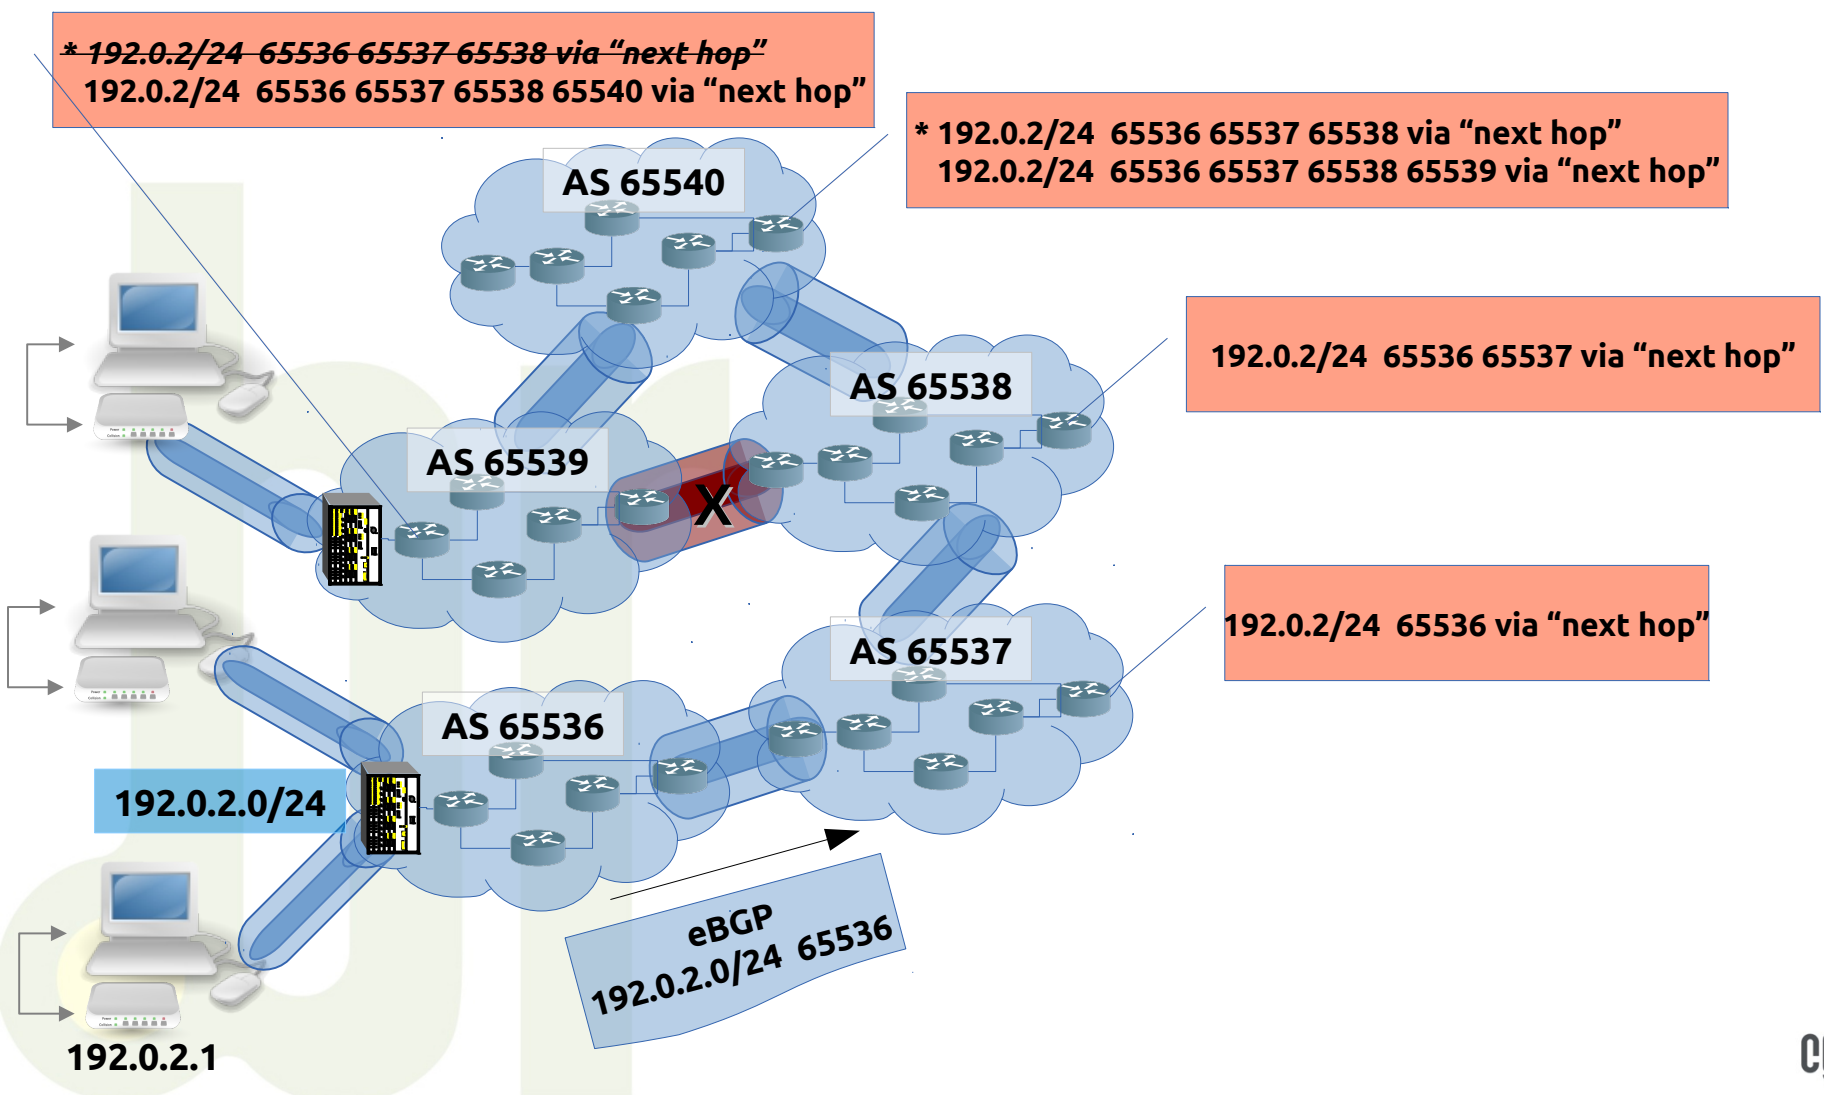 * 192.0.2/24 65536 65537 65538 via “next hop”
192.0.2/24 65536 65537 65538 65540 via “next hop”
* 192.0.2/24 65536 65537 65538 via “next hop”
192.0.2/24 65536 65537 65538 65539 via “next hop”
AS 65540
192.0.2/24 65536 65537 via “next hop”
AS 65538
AS 65539
X
192.0.2/24 65536 via “next hop”
AS 65537
AS 65536
192.0.2.0/24
eBGP
192.0.2.0/24 65536
192.0.2.1